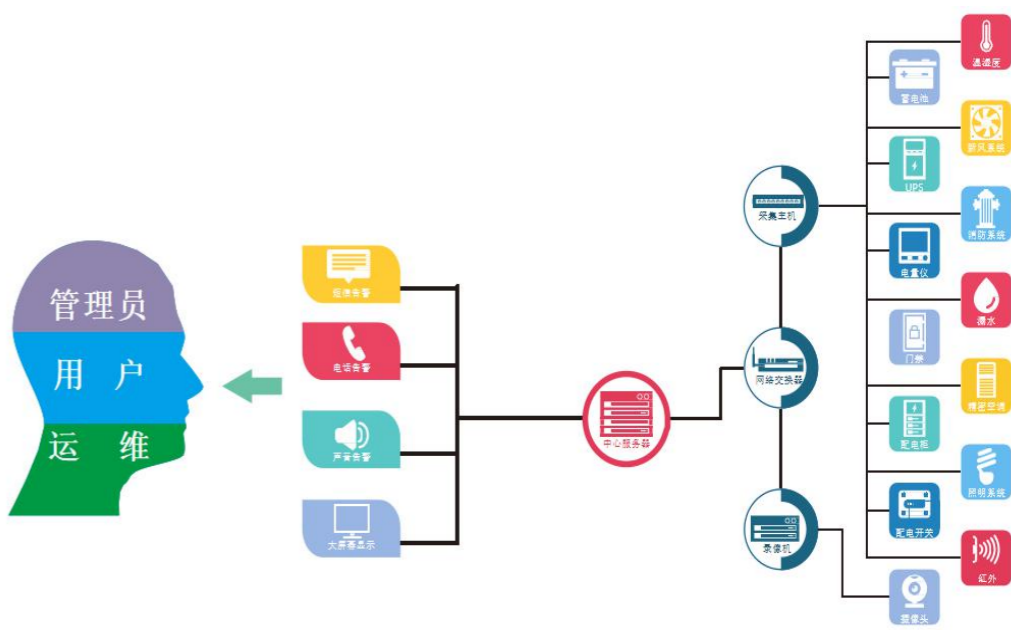 管理员
用 户
运 维
短信告警
电话告警
声音告警
大屏幕显示
中心服务器
采集主机
网络交换器
录像机
温湿度
蓄电池
新风系统
UPS
消防系统
电量仪
漏水
门禁
精密空调
配电柜
照明系统
配电开关
红外
摄像头